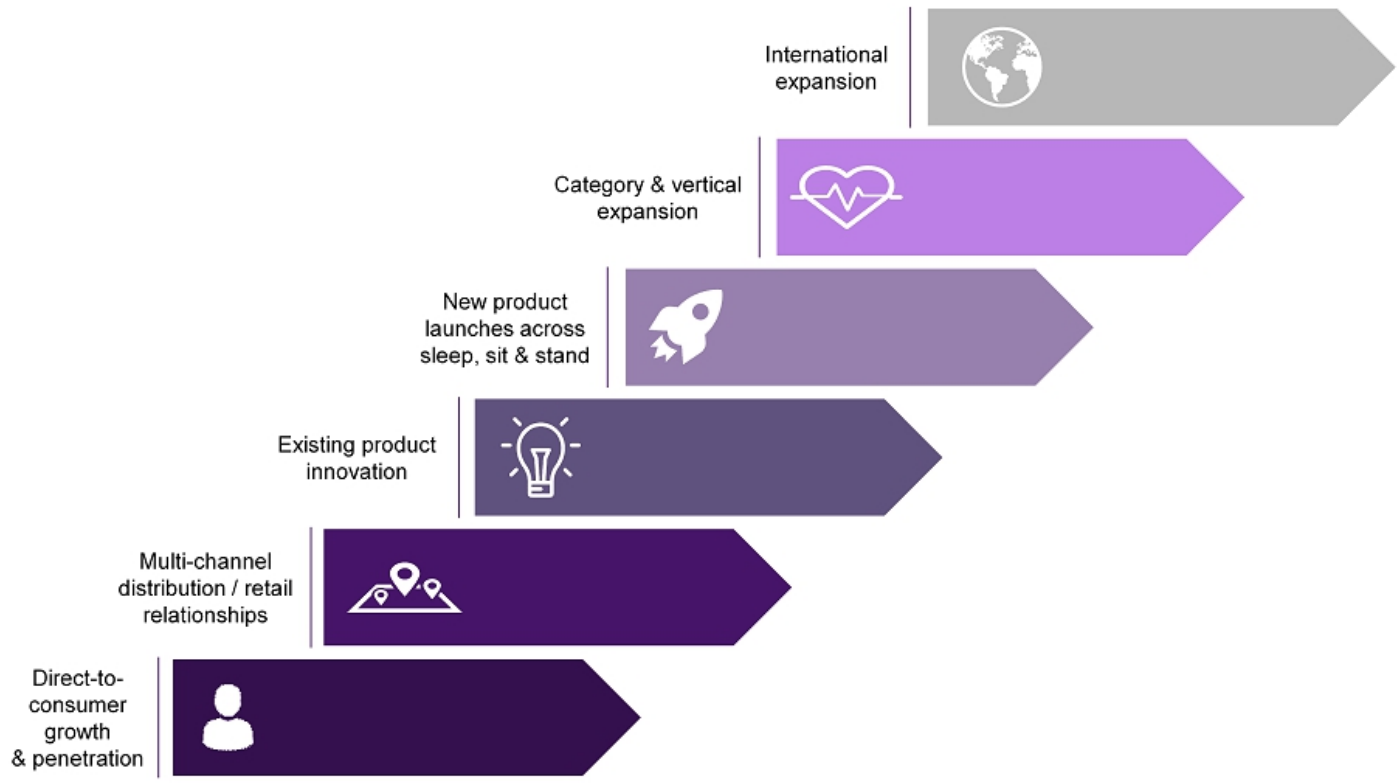 International
expansion
Category & vertical
expansion
New product
launches across
sleep, sit & stand
Existing product
innovation
Multi-channel
distribution / retail
relationships
Direct-to-
consumer
growth
& penetration